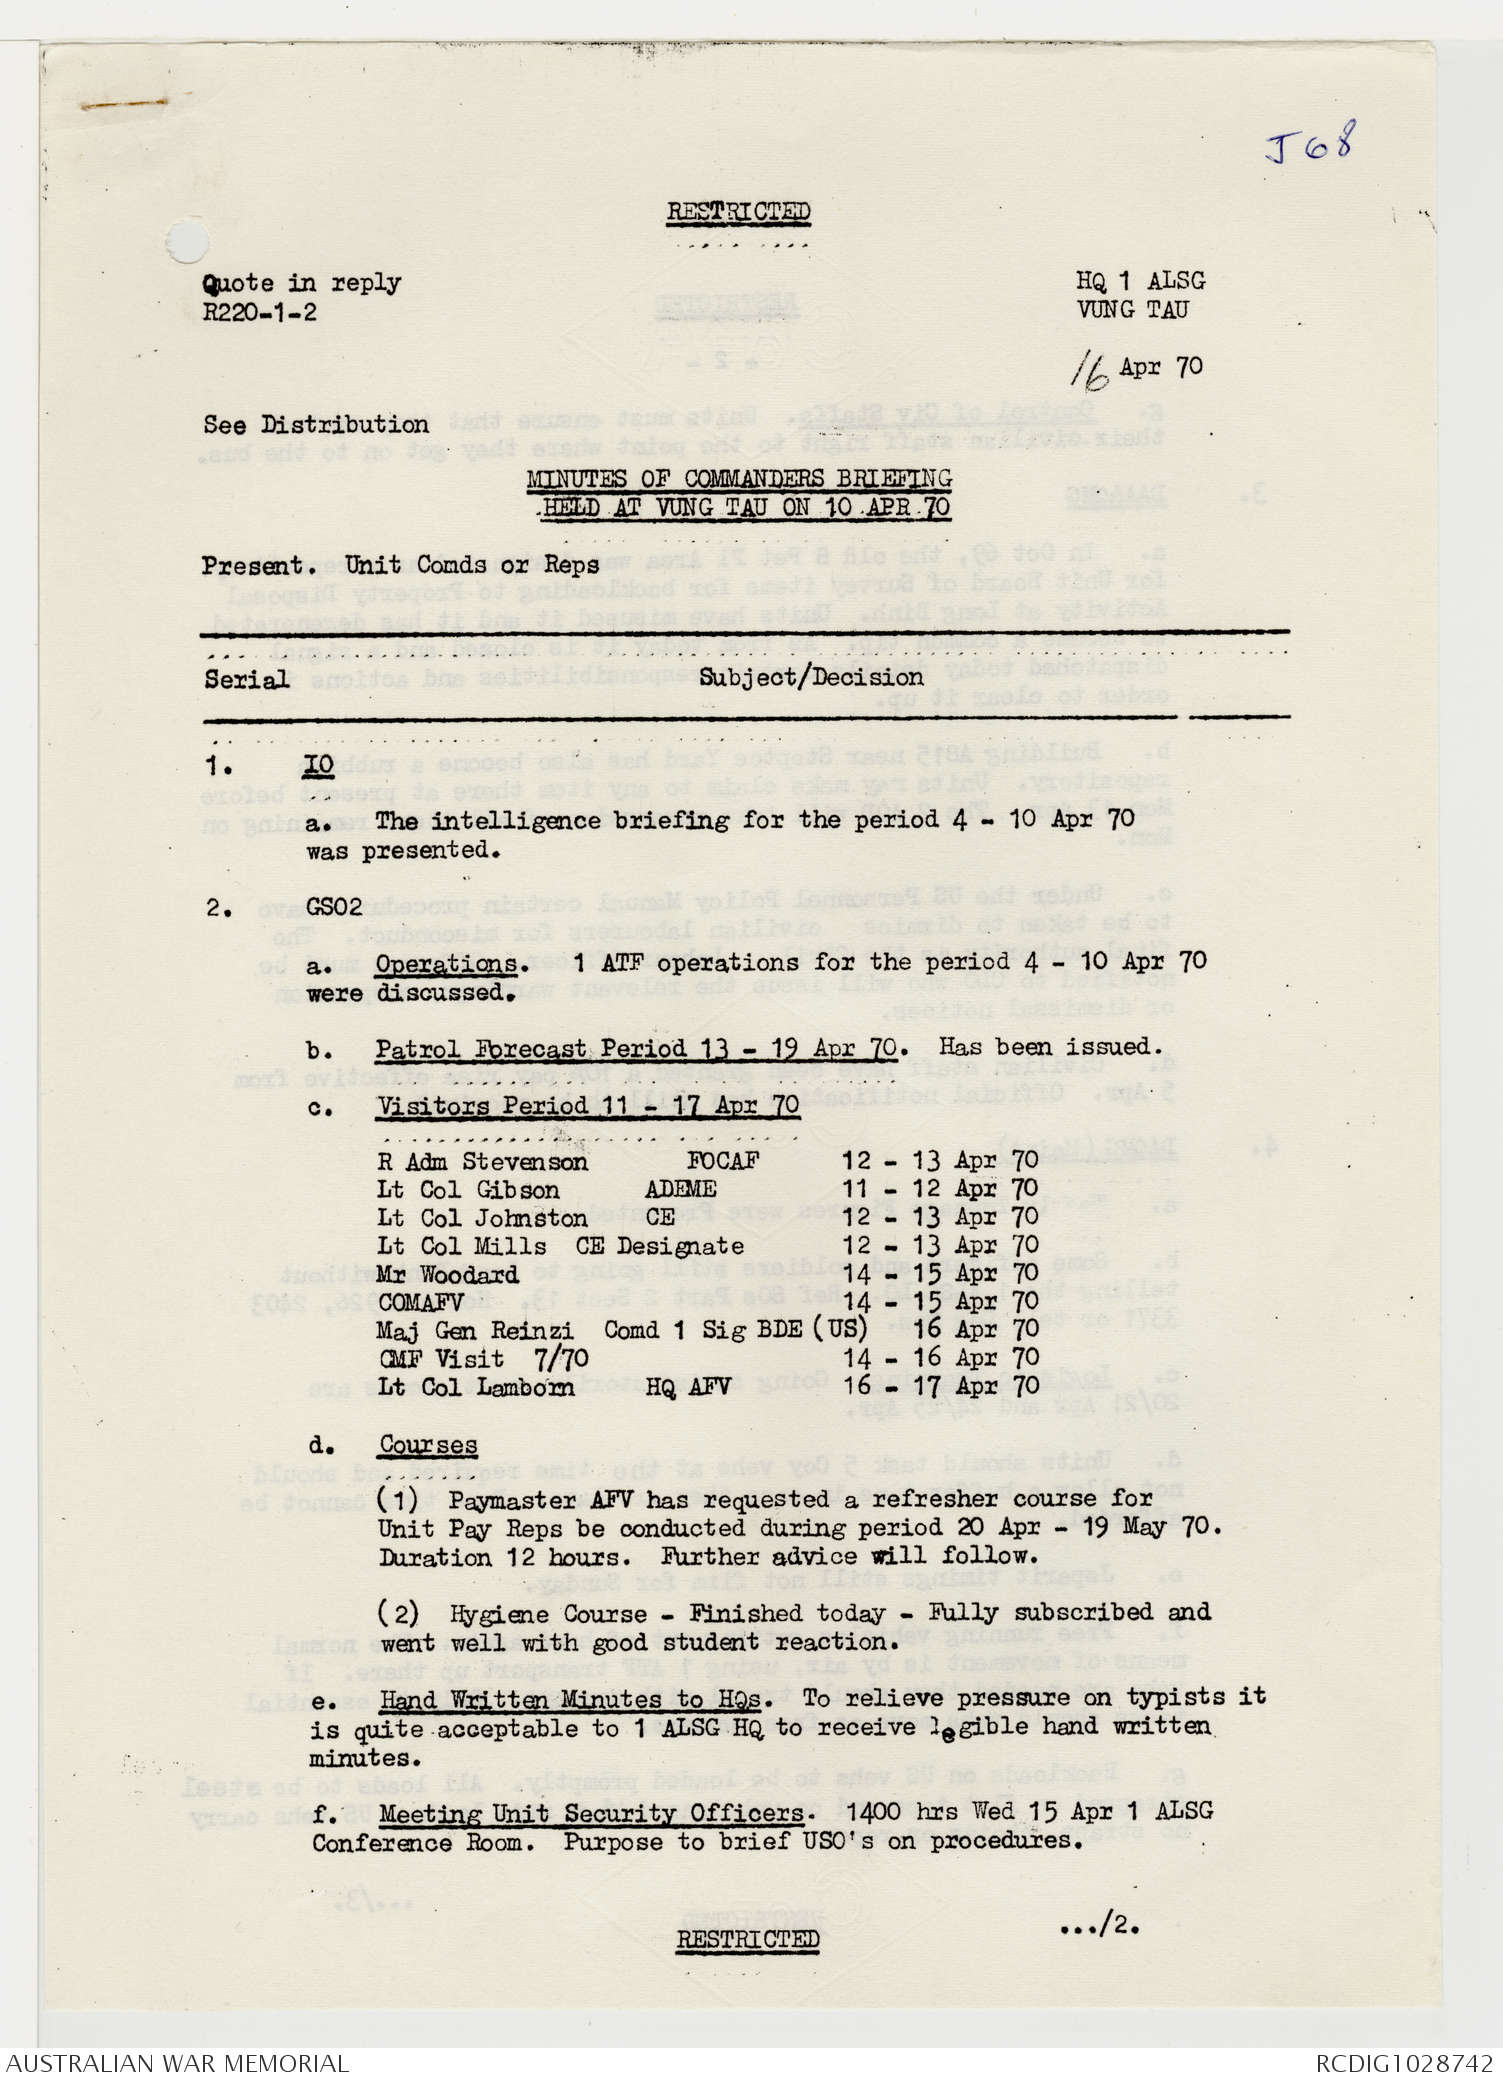 J68
RESTRICTED
Quote in reply
R220-1-2
HQ 1 ALSG
VUNG TAU
16 Apr 70
See Distribution
MINUTES OF COMMANDERS BRIEFING
HELD AT VUNG TAU ON 10 APR 70
Present. Unit Comds or Reps
Serial Subject/Decision
1. IO
a. The intelligence briefing for the period 4 - 10 Apr 70
was presented.
2. GSO2
a. Operations. 1 ATF operations for the period 4 - 10 Apr 70
were discussed.
b. Patrol Forecast Period 13 - 19 Apr 70. Has been issued.
c. Visitors Period 11 - 17 Apr 70
R Adm Stevenson FOCAF 12 - 13 Apr 70
Lt Col Gibson ADEME 11 - 12 Apr 70
Lt Col Johnston CE 12 - 13 Apr 70
Lt Col Mills CE Designate 12 - 13 Apr 70
Mr Woodard 14 - 15 Apr 70
COMAFV 14 - 15 Apr 70
Maj Gen Reinzi Comd 1 Sig BDE (US) 16 Apr 70
CMF Visit 7/70 14 - 16 Apr 70
Lt Col Lamborn HQ AFV 16 - 17 Apr 70
d. Courses
(1) Paymaster AFV has requested a refresher course for
Unit Pay Reps be conducted during period 20 Apr - 19 May 70.
Duration 12 hours. Further advice will follow.
(2) Hygiene Course - Finished today - Fully subscribed and
went well with good student reaction.
e. Hand Written Minutes to HQs. To relieve pressure on typists it
is quite acceptable to 1 ALSG HQ to receive legible hand written
minutes.
f. Meeting Unit Security Officers. 1400 hrs Wed 15 Apr 1 ALSG
Conference Room. Purpose to brief USO's on procedures.
.../2.
RESTRICTED
AUSTRALIAN WAR MEMORIAL
RCDIG1028742